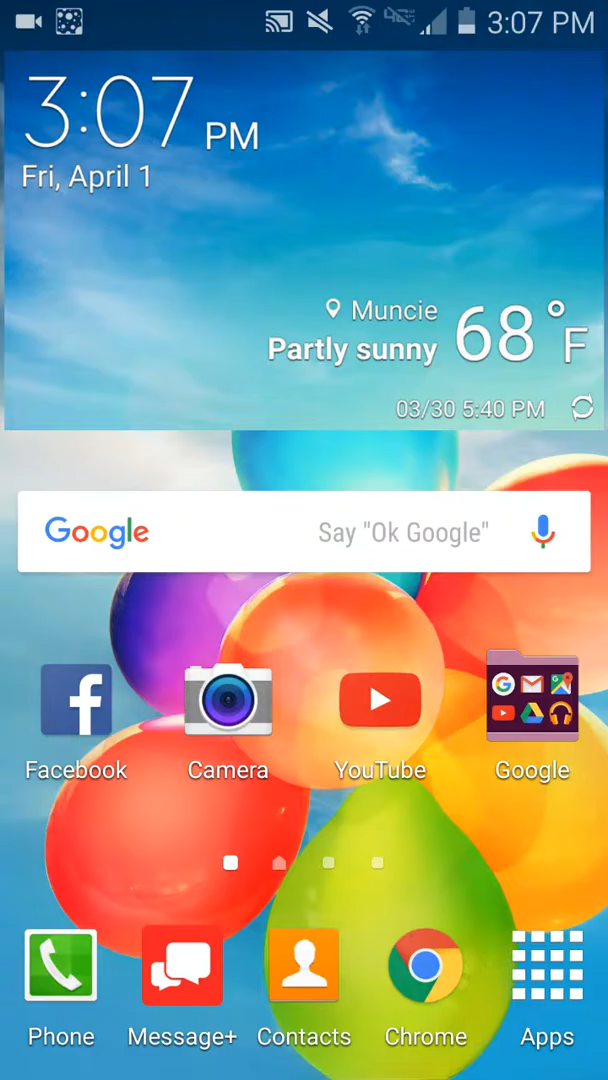 3:07 PM
3:07 PM
Fri, April 1
Muncie
Partly sunny
68°F
03/30 5:40 PM
Google
Say "Ok Google"
Facebook
Camera
YouTube
Google
Phone
Message+
Contacts
Chrome
Apps